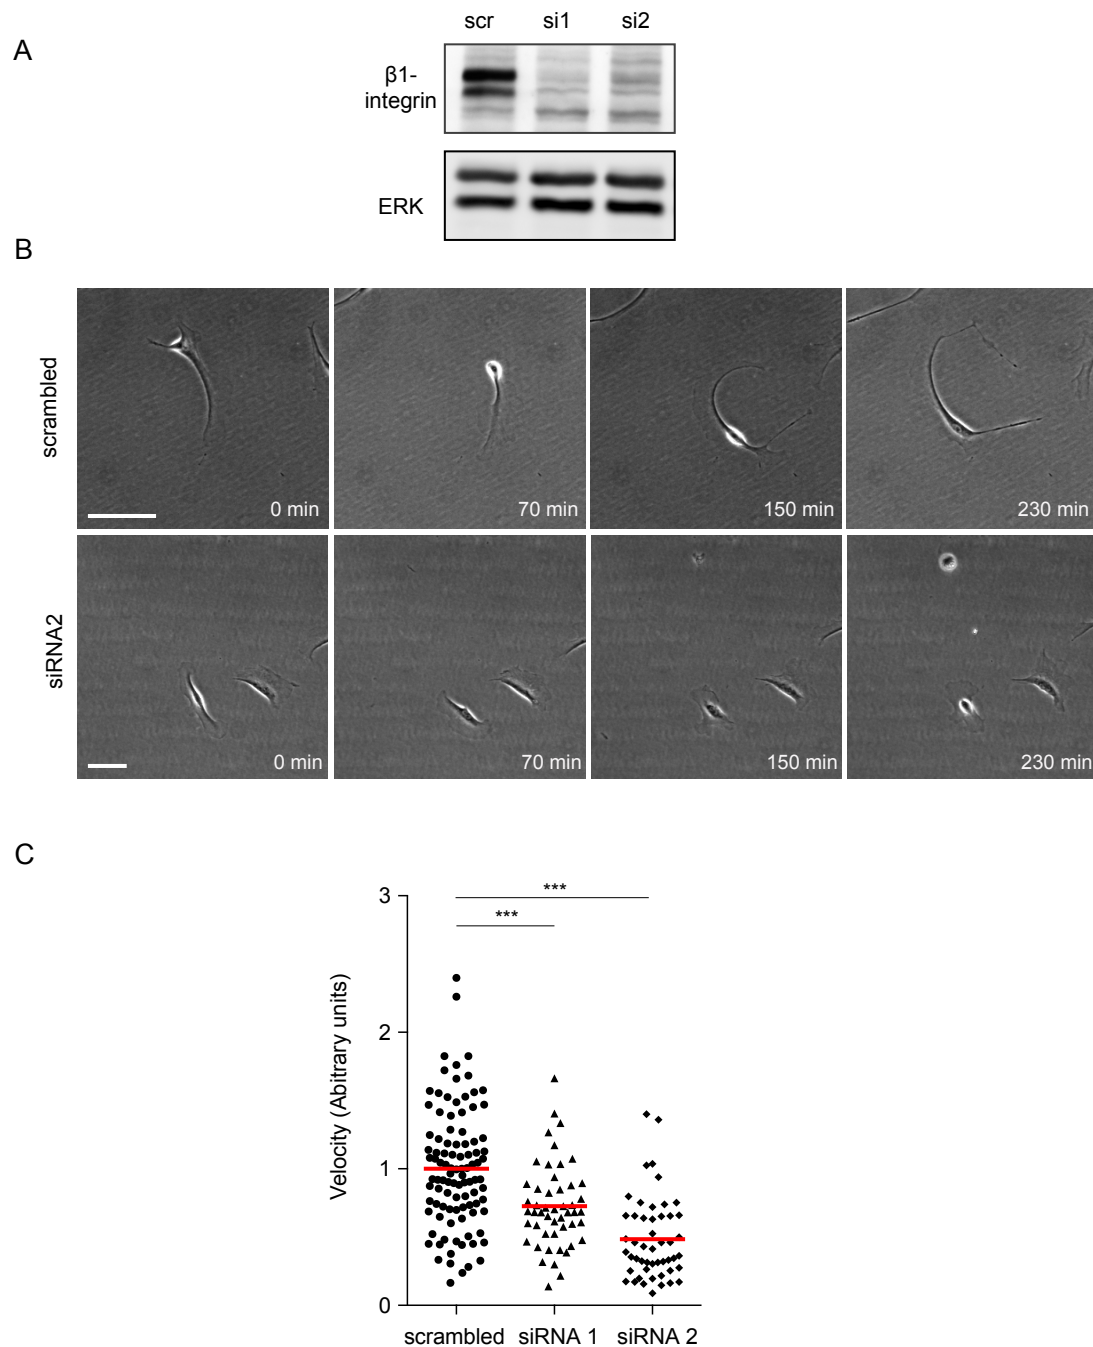 A
scr si1 si2
β1-
integrin
ERK
B
scrambled
0 min 70 min 150 min 230 min
siRNA2
0 min 70 min 150 min 230 min
C
***
***
Velocity (Abitrary units)
3
2
1
0
scrambled siRNA 1 siRNA 2